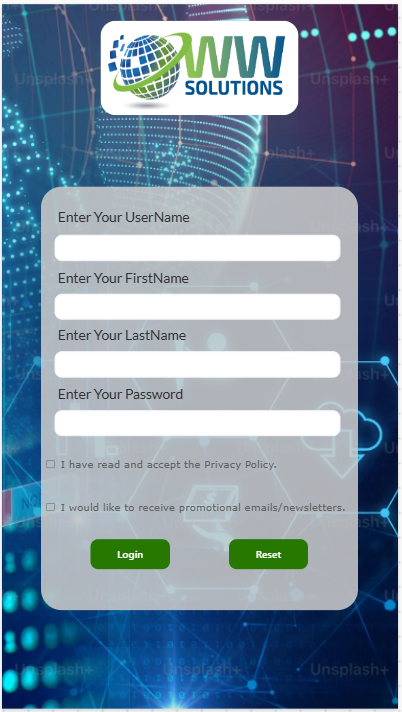 WW
SOLUTIONS
Enter Your UserName
Enter Your FirstName
Enter Your LastName
Enter Your Password
I have read and accept the Privacy Policy.
I would like to receive promotional emails/newsletters.
Login
Reset
Unsplash+
Unsplash+
Unsplash+